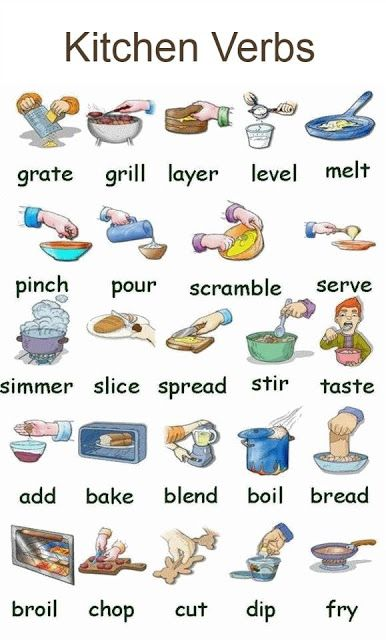 Kitchen Verbs
grate grill layer level melt
pinch pour scramble serve
simmer slice spread stir taste
add bake blend boil bread
broil chop cut dip fry